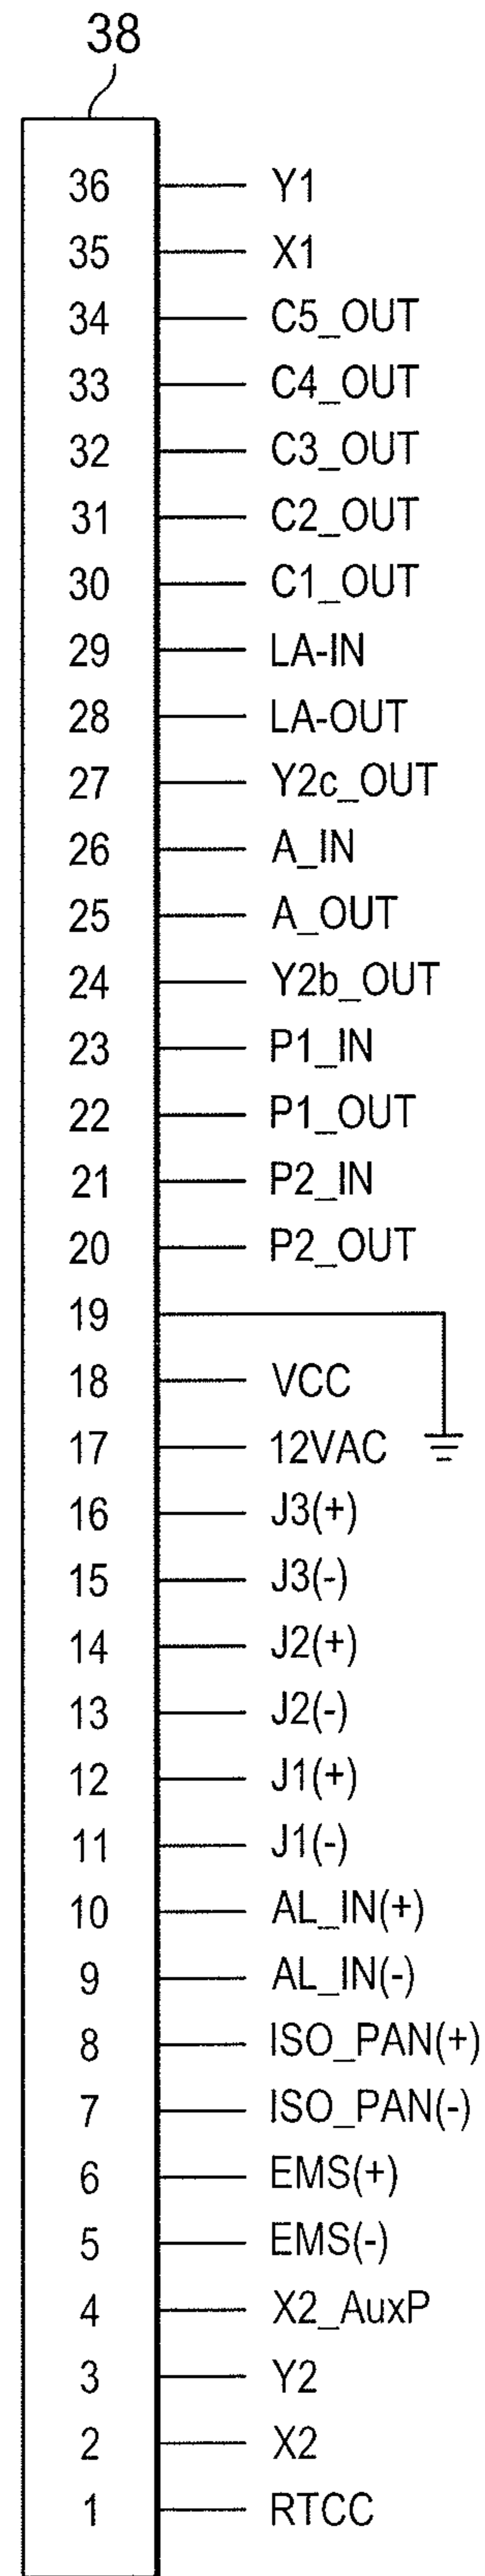 38
36 Y1
35 X1
34 C5_OUT
33 C4_OUT
32 C3_OUT
31 C2_OUT
30 C1_OUT
29 LA-IN
28 LA-OUT
27 Y2c_OUT
26 A_IN
25 A_OUT
24 Y2b_OUT
23 P1_IN
22 P1_OUT
21 P2_IN
20 P2_OUT
19
18 VCC
17 12VAC
16 J3(+)
15 J3(-)
14 J2(+)
13 J2(-)
12 J1(+)
11 J1(-)
10 AL_IN(+)
9 AL_IN(-)
8 ISO_PAN(+)
7 ISO_PAN(-)
6 EMS(+)
5 EMS(-)
4 X2_AuxP
3 Y2
2 X2
1 RTCC